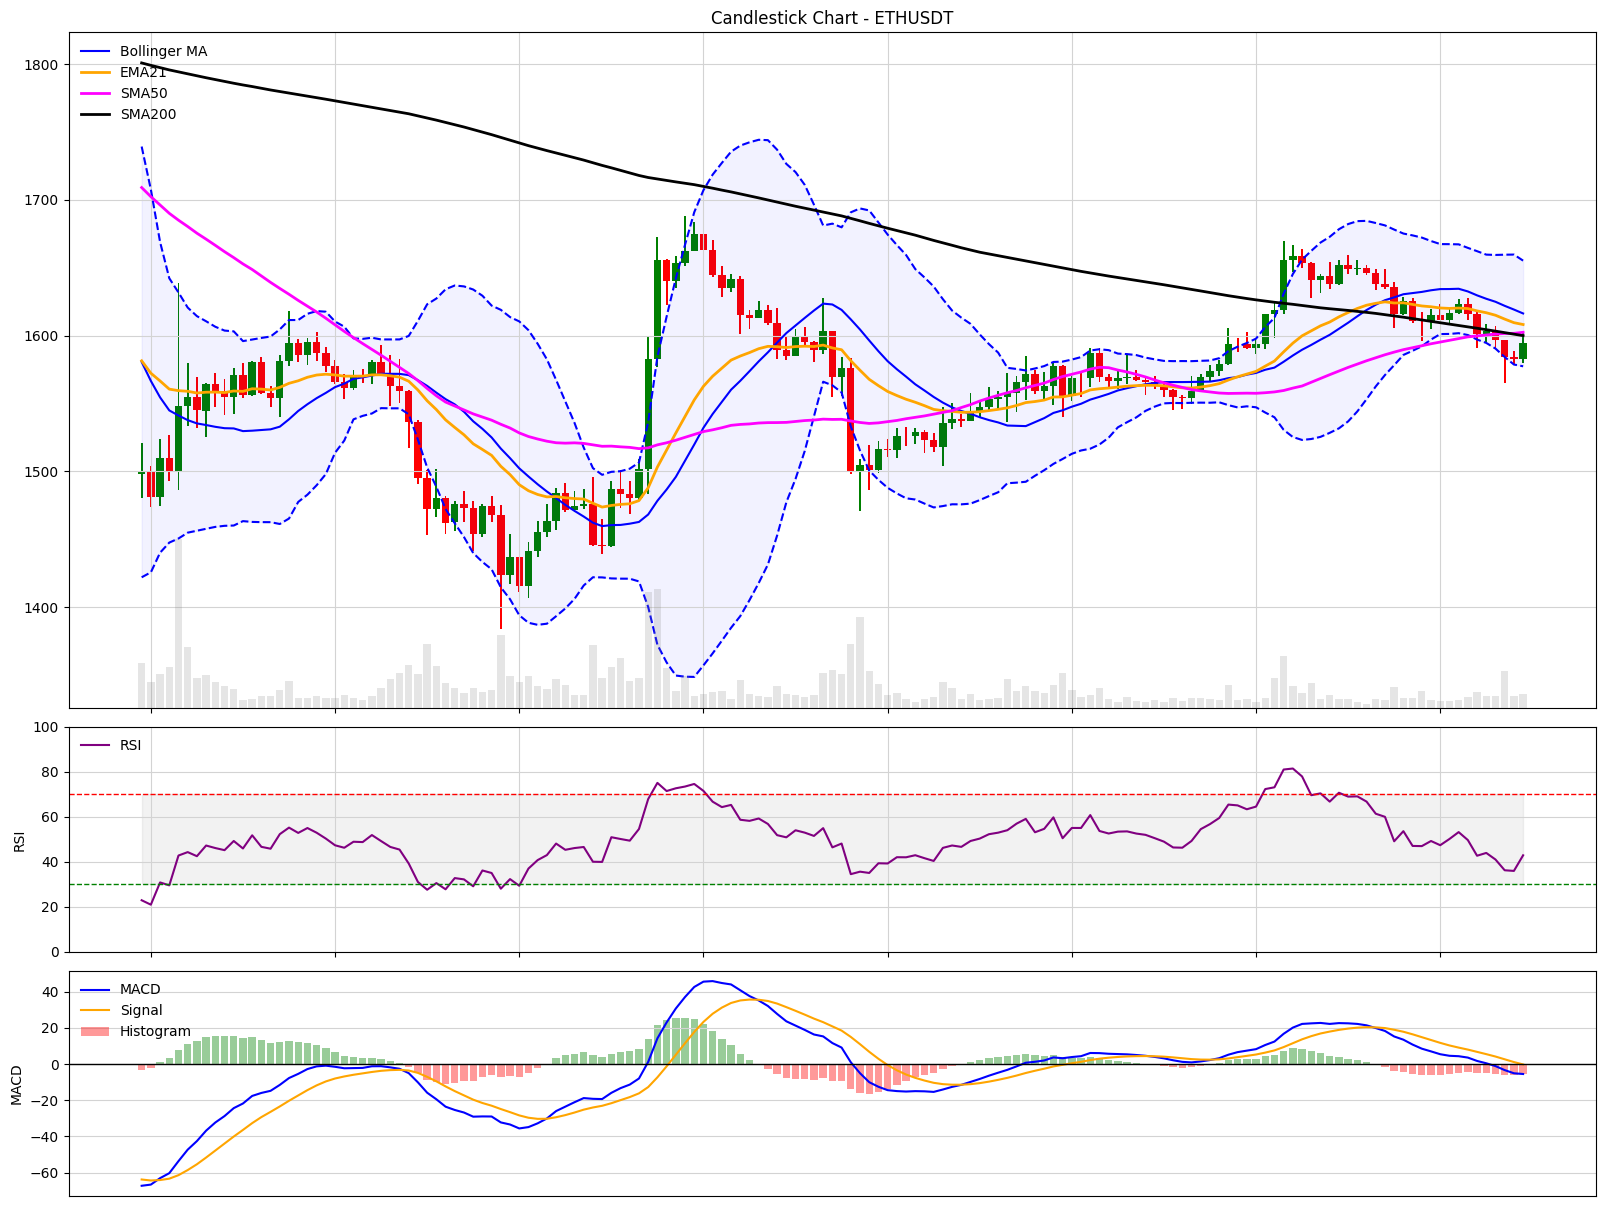 Candlestick Chart - ETHUSDT
Bollinger MA
EMA21
SMA50
SMA200
1800
1700
1600
1500
1400
RSI
100
80
60
40
20
0
RSI
MACD
Signal
Histogram
40
20
0
−20
−40
−60
MACD